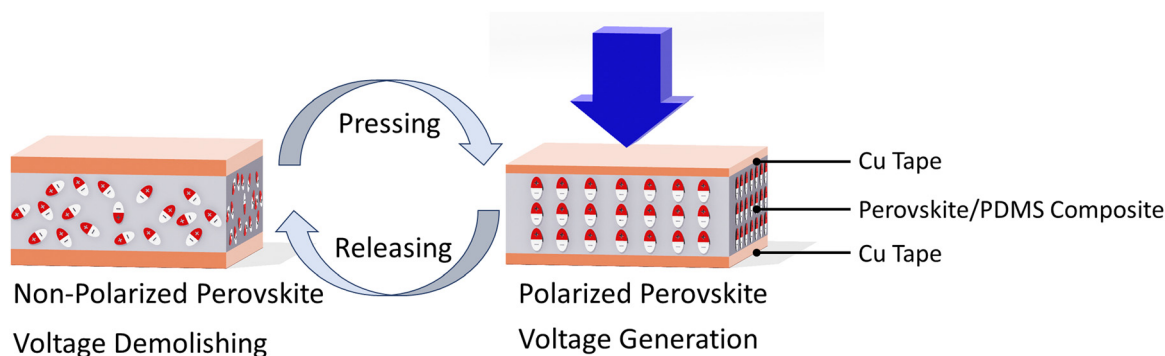 Pressing
Releasing
Non-Polarized Perovskite
Voltage Demolishing
Polarized Perovskite
Voltage Generation
Cu Tape
Perovskite/PDMS Composite
Cu Tape